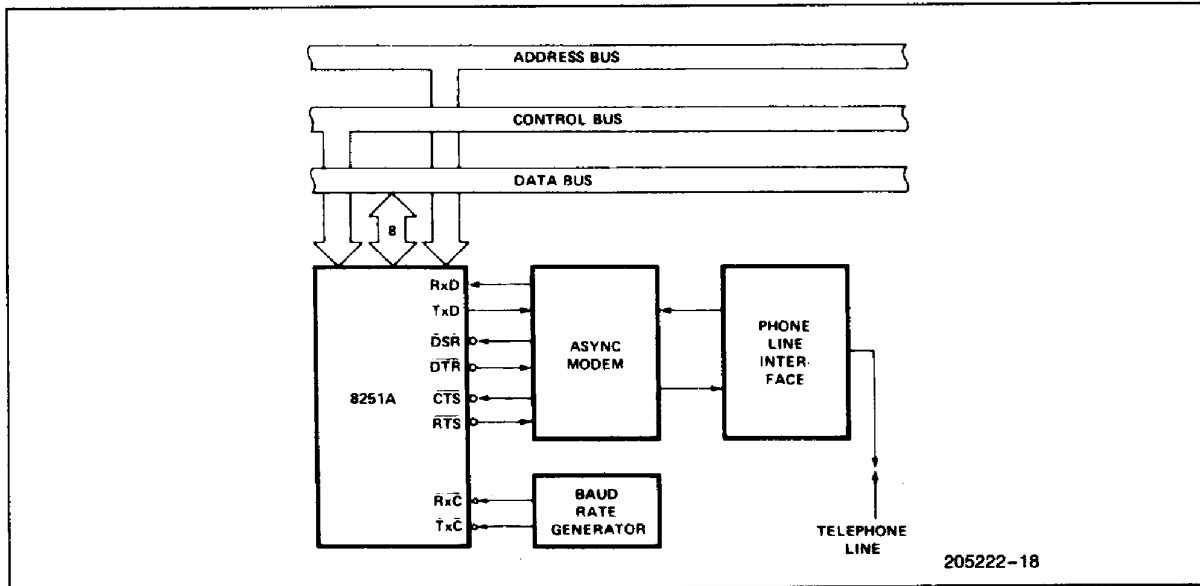 ADDRESS BUS
CONTROL BUS
DATA BUS
8
8251A
RxD
TxD
DSR
DTR
CTS
RTS
RxC
TxC
ASYNC
MODEM
BAUD
RATE
GENERATOR
PHONE
LINE
INTER-
FACE
TELEPHONE
LINE
205222-18